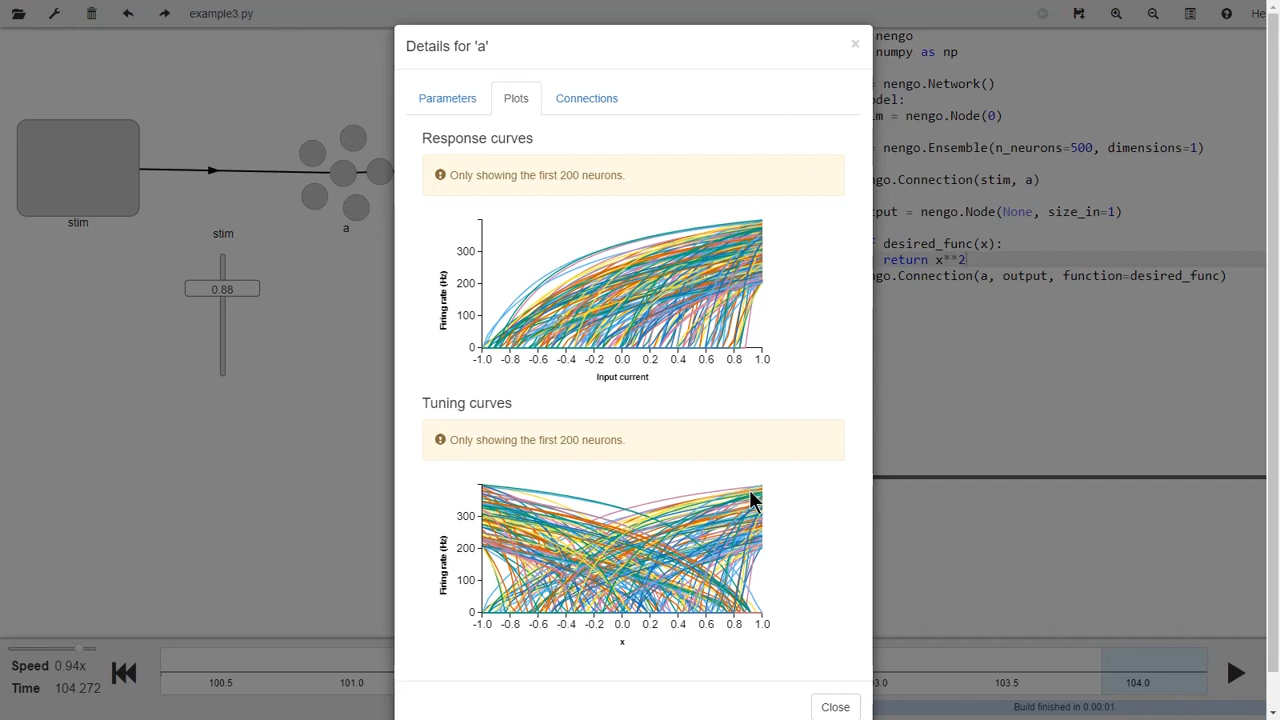 example3.py
He
Details for 'a'
×
Parameters
Plots
Connections
Response curves
Only showing the first 200 neurons.
Firing rate (Hz)
300
200
100
0
-1.0 -0.8 -0.6 -0.4 -0.2 0.0 0.2 0.4 0.6 0.8 1.0
Input current
Tuning curves
Only showing the first 200 neurons.
Firing rate (Hz)
300
200
100
0
-1.0 -0.8 -0.6 -0.4 -0.2 0.0 0.2 0.4 0.6 0.8 1.0
x
Close
stim
stim
0.88
a
nengo
numpy as np
nengo.Network()
odel:
im = nengo.Node(0)
= nengo.Ensemble(n_neurons=500, dimensions=1)
ngo.Connection(stim, a)
tput = nengo.Node(None, size_in=1)
f desired_func(x):
return x**2
ngo.Connection(a, output, function=desired_func)
Speed 0.94x
Time 104.272
100.5
101.0
3.0
103.5
104.0
Build finished in 0:00:01.